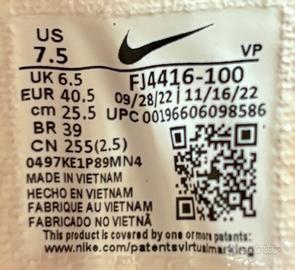 US
7.5
VP
UK 6.5
FJ4416-100
EUR 40.5
09/28/22 | 11/16/22
cm 25.5
UPC 00196606098586
BR 39
CN 255(2.5)
0497KE1P89MN4
MADE IN VIETNAM
HECHO EN VIETNAM
FABRIQUE AU VIETNAM
FABRICADO NO VIETNÃ
This product is covered by one or more patents:
www.nike.com/patentsvirtualmarking